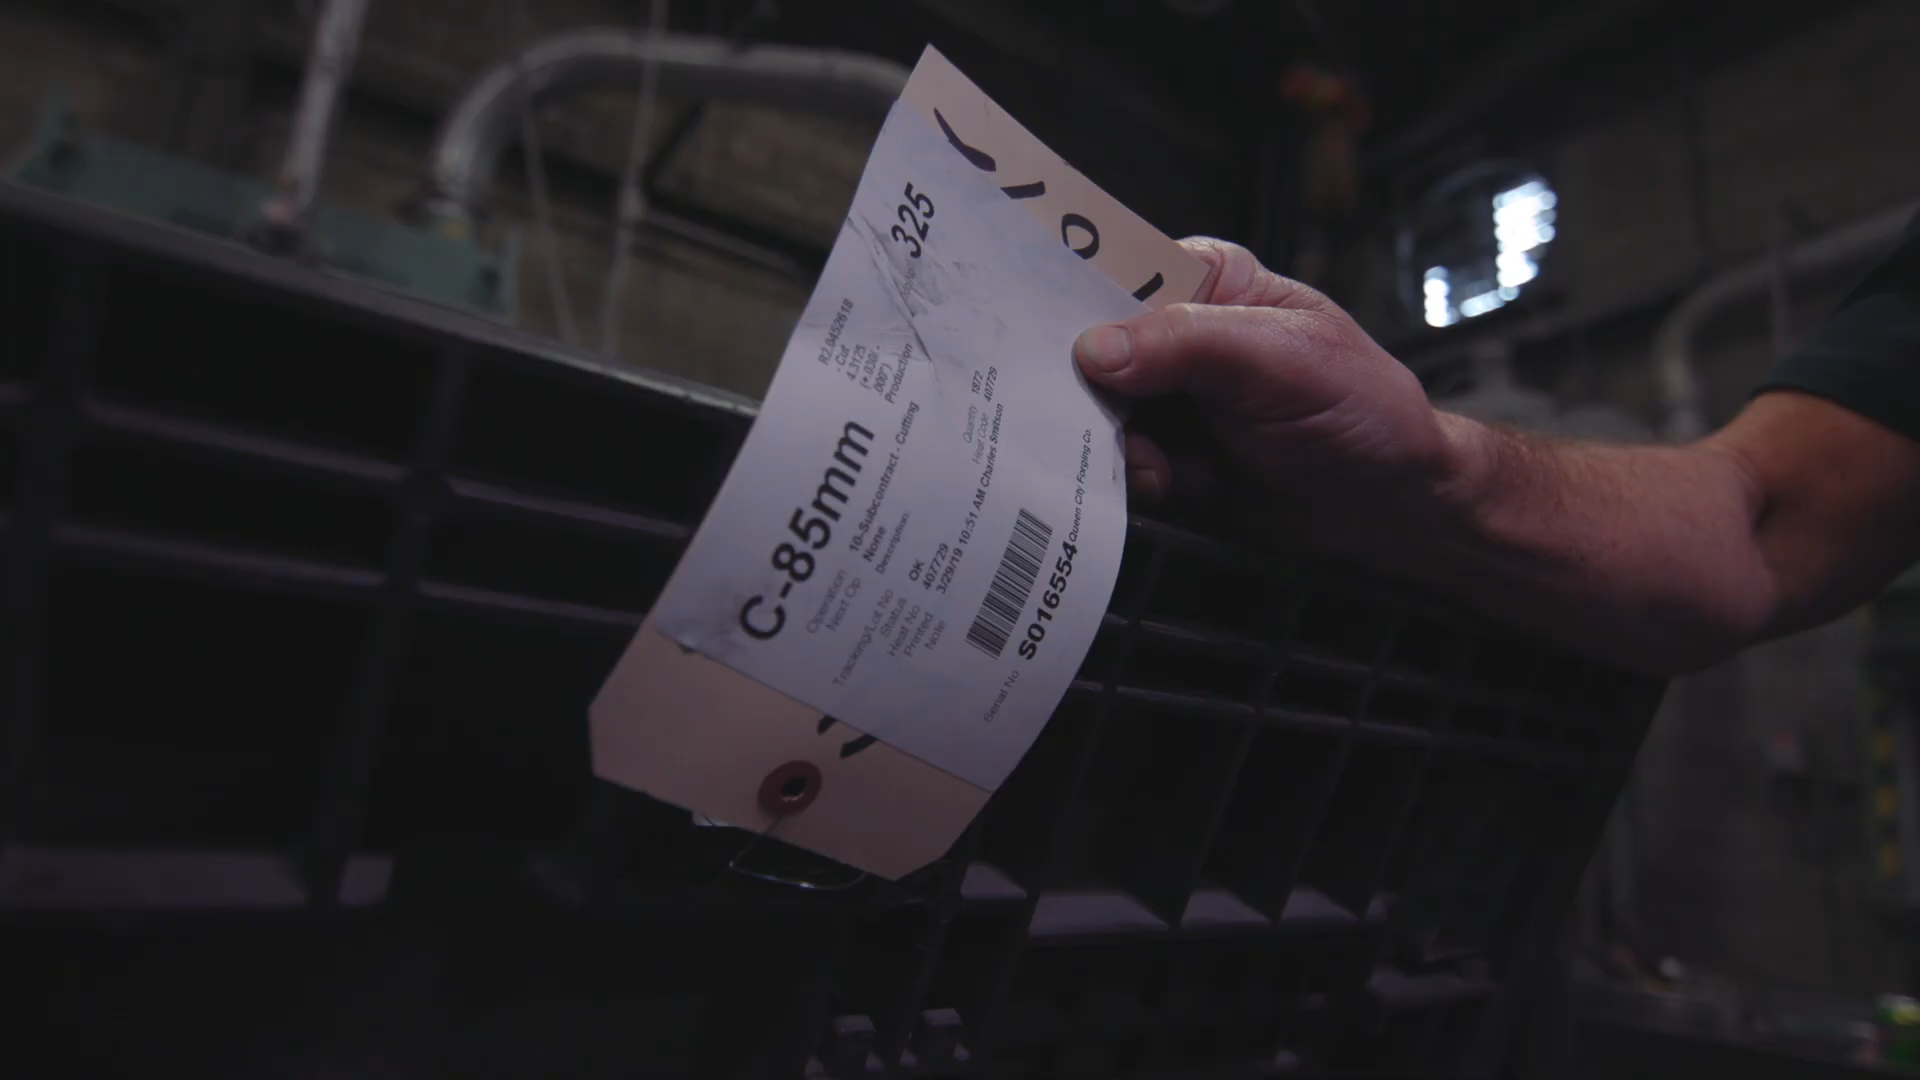 C-85mm
R2.0452618
- Cut
4.3125
(+.030/-
.000")
Production
325
Operation 10-Subcontract - Cutting
Next Op None
Description:
Tracking/Lot No
Status OK
Heat No 407729
Printed 3/29/19 10:51 AM Charles Smitson
Note
Quantity 1872
Heat Code 407729
Serial No S016554
Queen City Forging Co.